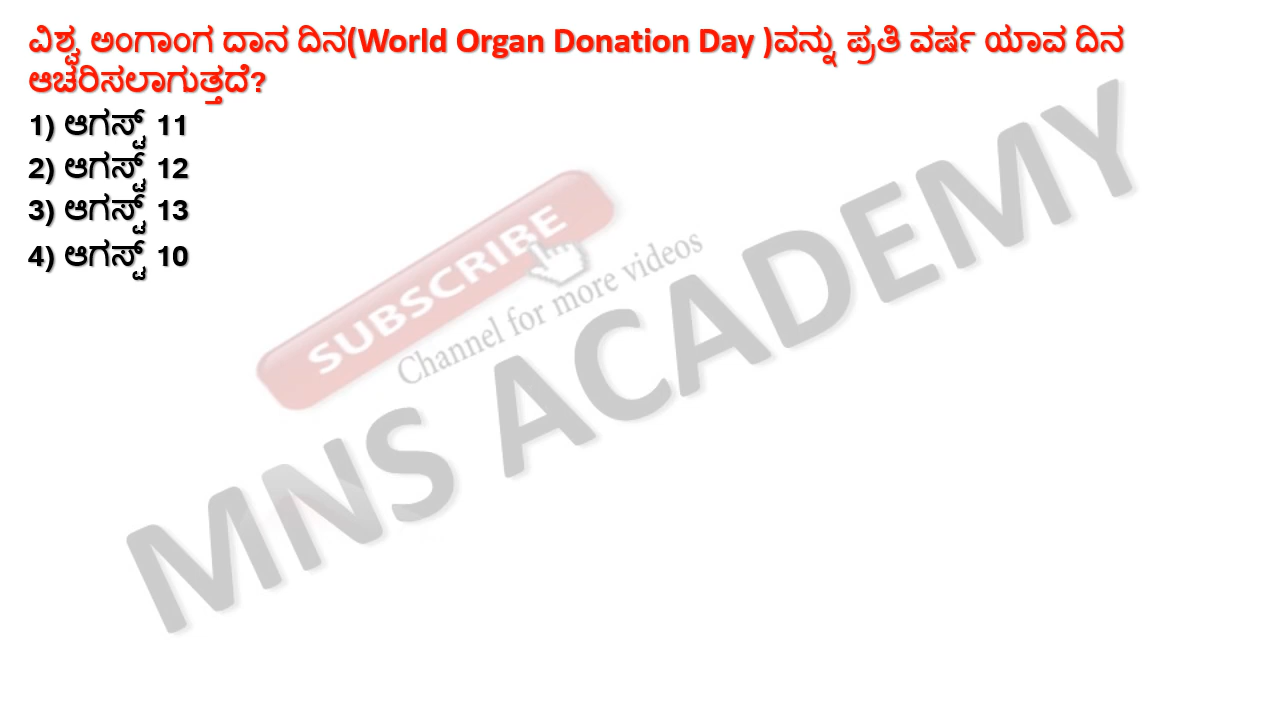 ವಿಶ್ವ ಅಂಗಾಂಗ ದಾನ ದಿನ(World Organ Donation Day )ವನ್ನು ಪ್ರತಿ ವರ್ಷ ಯಾವ ದಿನ
ಆಚರಿಸಲಾಗುತ್ತದೆ?
1) ಆಗಸ್ಟ್ 11
2) ಆಗಸ್ಟ್ 12
3) ಆಗಸ್ಟ್ 13
4) ಆಗಸ್ಟ್ 10
SUBSCRIBE
Channel for more videos
MNS ACADEMY